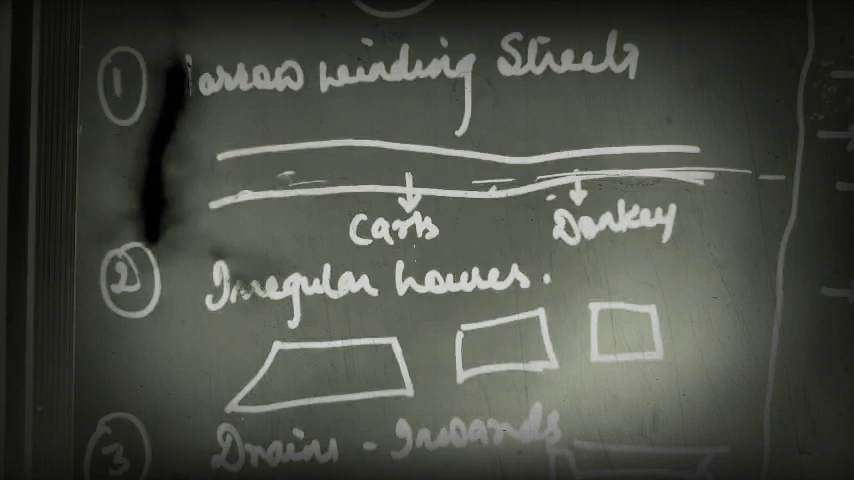 1 Narrow winding Streets
Carts Donkey
2 Irregular houses.
3 Drains - Inwards